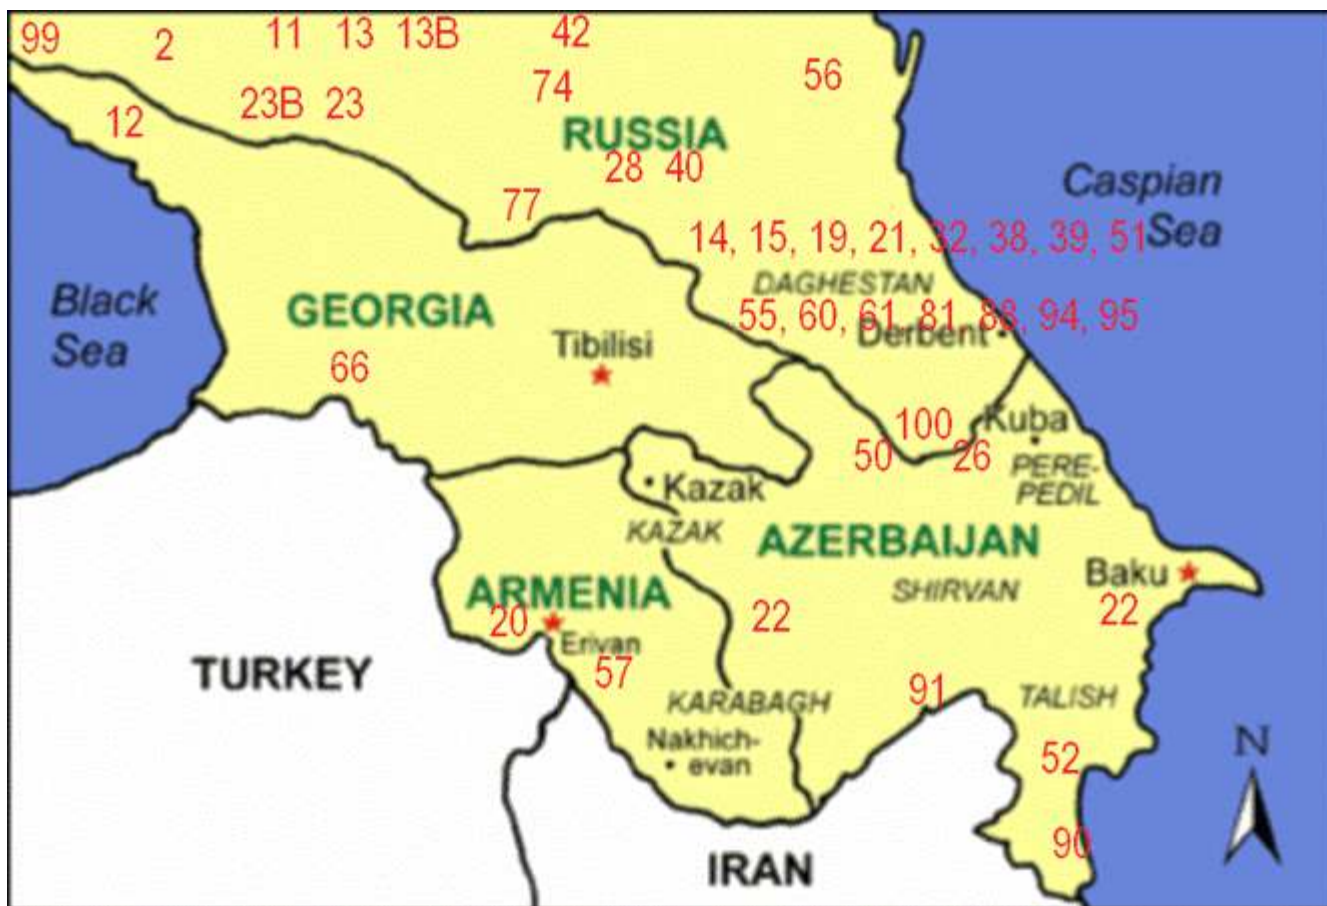 99 2 11 13 13B 42
74 56
12 23B 23
RUSSIA
28 40
Caspian
Sea
77
14, 15, 19, 21, 32, 38, 39, 51
DAGHESTAN
Black
Sea
GEORGIA
55, 60, 61, 81, 88, 94, 95
Derbent
Tibilisi
66
100 Kuba
50 26 PERE-
PEDIL
Kazak
KAZAK
AZERBAIJAN
Baku
ARMENIA SHIRVAN
20 22 22
Erivan
TURKEY 57
KARABAGH 91 TALISH
Nakhich-
evan
52
N
90
IRAN